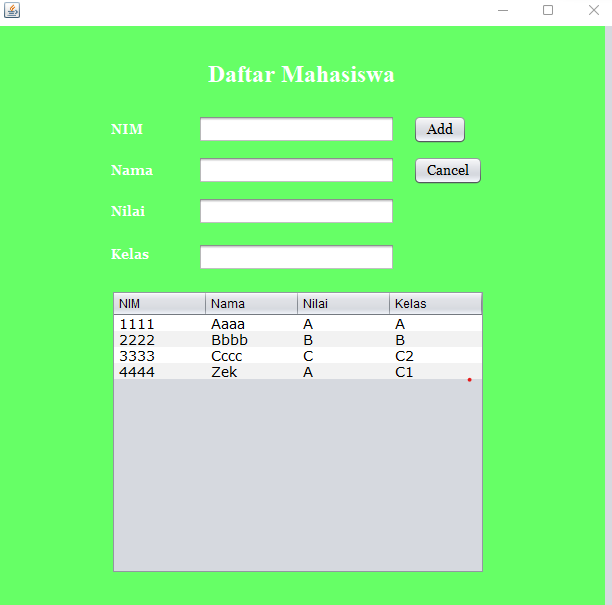 Daftar Mahasiswa
NIM Add
Nama Cancel
Nilai
Kelas
NIM Nama Nilai Kelas
1111 Aaaa A A
2222 Bbbb B B
3333 Cccc C C2
4444 Zek A C1